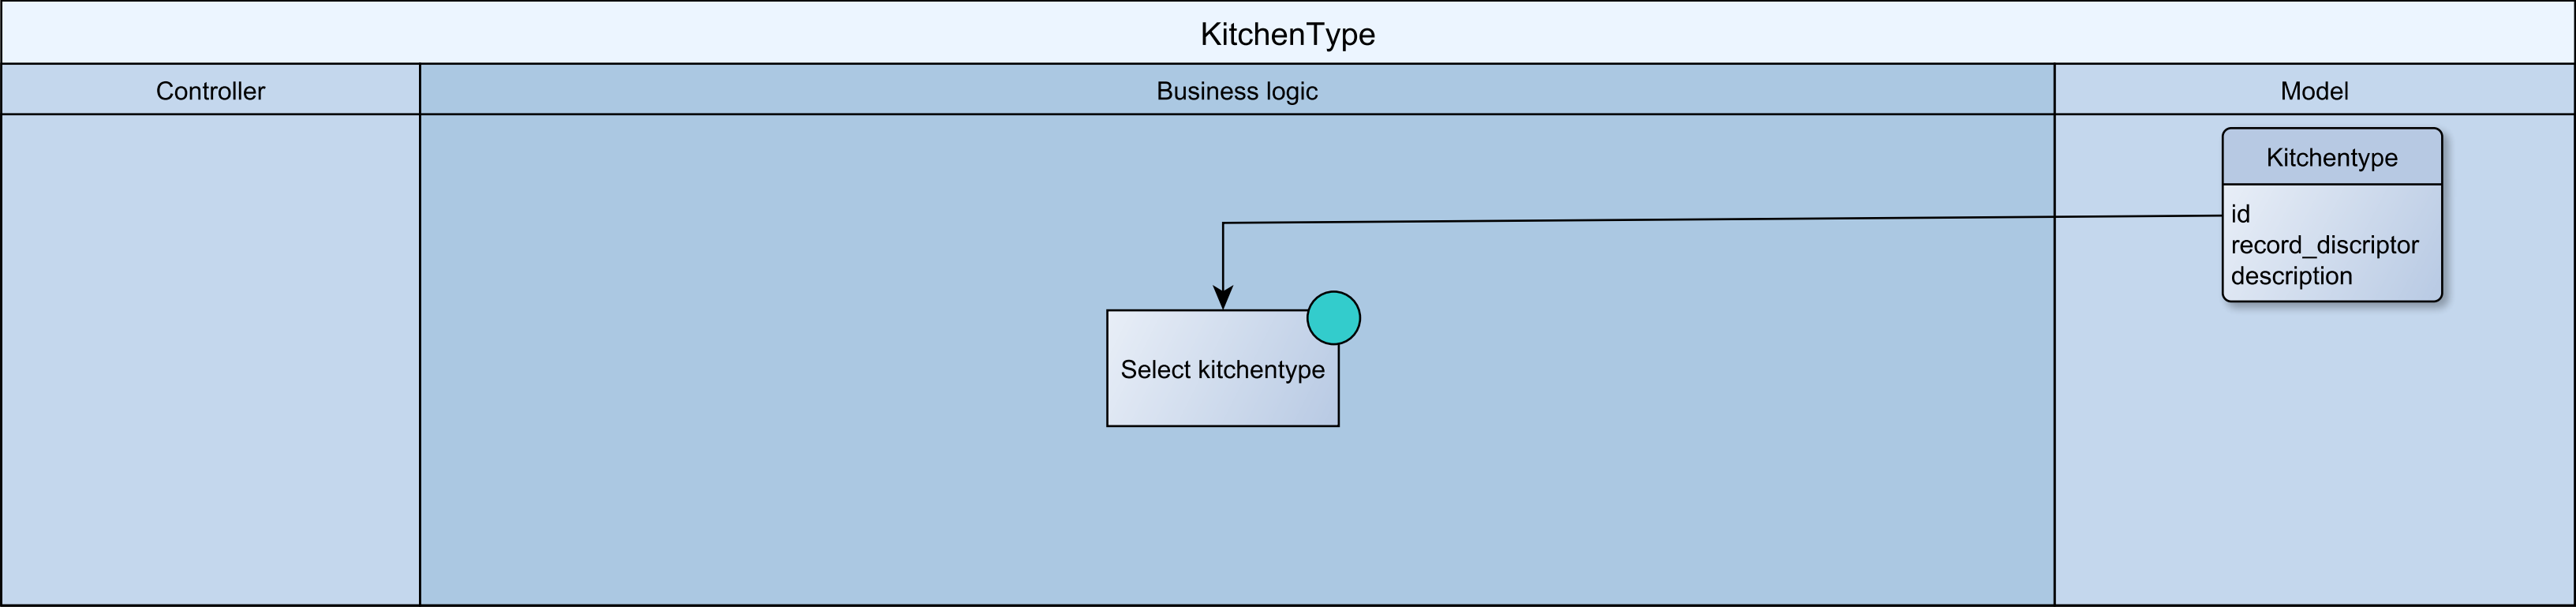 KitchenType
Controller
Business logic
Model
Kitchentype
id
record_discriptor
description
Select kitchentype